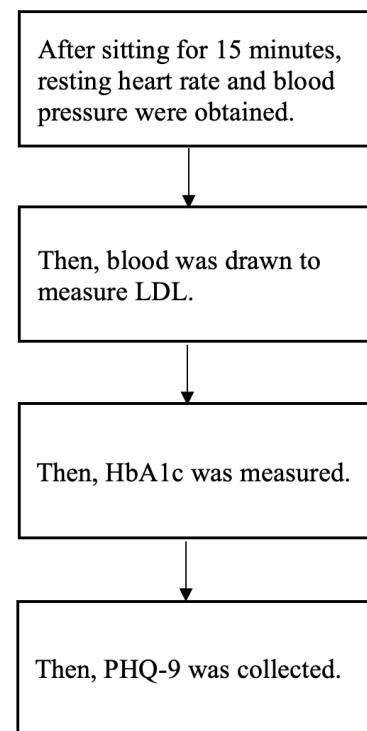 After sitting for 15 minutes,
resting heart rate and blood
pressure were obtained.
Then, blood was drawn to
measure LDL.
Then, HbA1c was measured.
Then, PHQ-9 was collected.